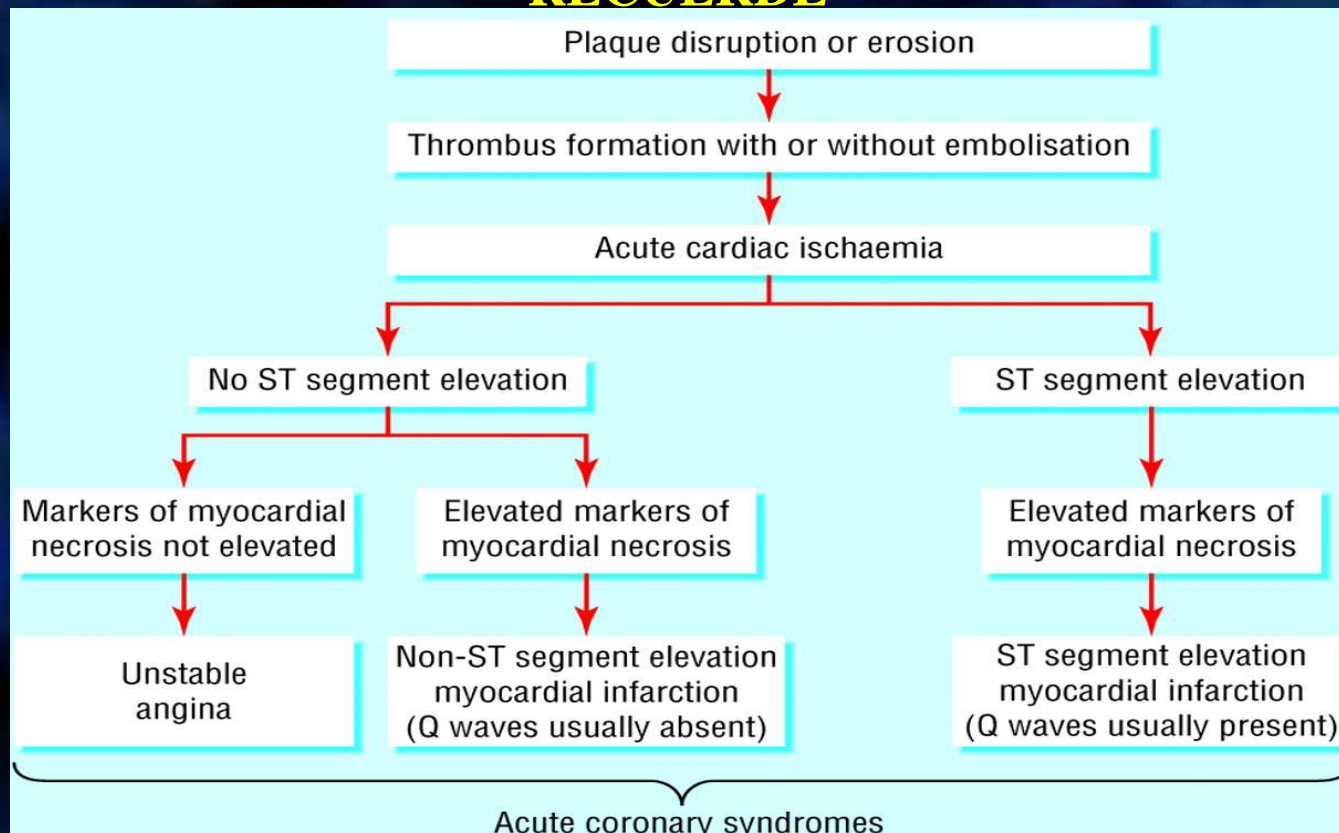 RECUERDE
Plaque disruption or erosion
Thrombus formation with or without embolisation
Acute cardiac ischaemia
No ST segment elevation
ST segment elevation
Markers of myocardial
necrosis not elevated
Elevated markers of
myocardial necrosis
Elevated markers of
myocardial necrosis
Unstable
angina
Non-ST segment elevation
myocardial infarction
(Q waves usually absent)
ST segment elevation
myocardial infarction
(Q waves usually present)
Acute coronary syndromes